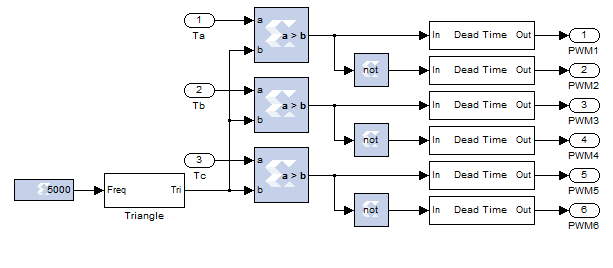 1 a a > b In Dead Time Out 1
Ta b PWM1
not In Dead Time Out 2
PWM2
2 a a > b In Dead Time Out 3
Tb b PWM3
not In Dead Time Out 4
PWM4
3 a a > b In Dead Time Out 5
Tc b PWM5
5000 Freq Tri
Triangle
not In Dead Time Out 6
PWM6